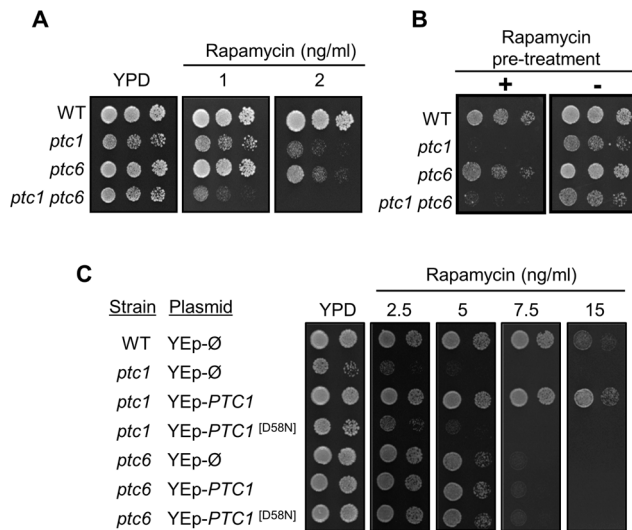 A
Rapamycin (ng/ml)
YPD 1 2
WT
ptc1
ptc6
ptc1 ptc6
B
Rapamycin
pre-treatment
+ -
WT
ptc1
ptc6
ptc1 ptc6
C
Rapamycin (ng/ml)
Strain Plasmid YPD 2.5 5 7.5 15
WT YEp-Ø
ptc1 YEp-Ø
ptc1 YEp-PTC1
ptc1 YEp-PTC1 [D58N]
ptc6 YEp-Ø
ptc6 YEp-PTC1
ptc6 YEp-PTC1 [D58N]